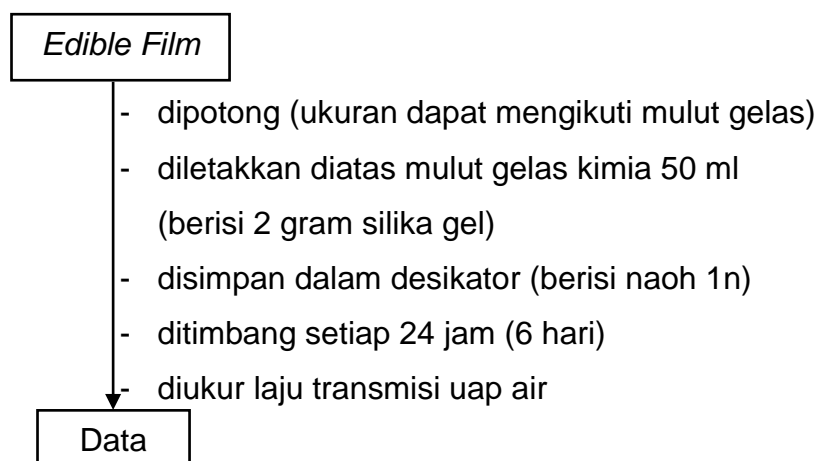 Edible Film
- dipotong (ukuran dapat mengikuti mulut gelas)
- diletakkan diatas mulut gelas kimia 50 ml
(berisi 2 gram silika gel)
- disimpan dalam desikator (berisi naoh 1n)
- ditimbang setiap 24 jam (6 hari)
- diukur laju transmisi uap air
Data